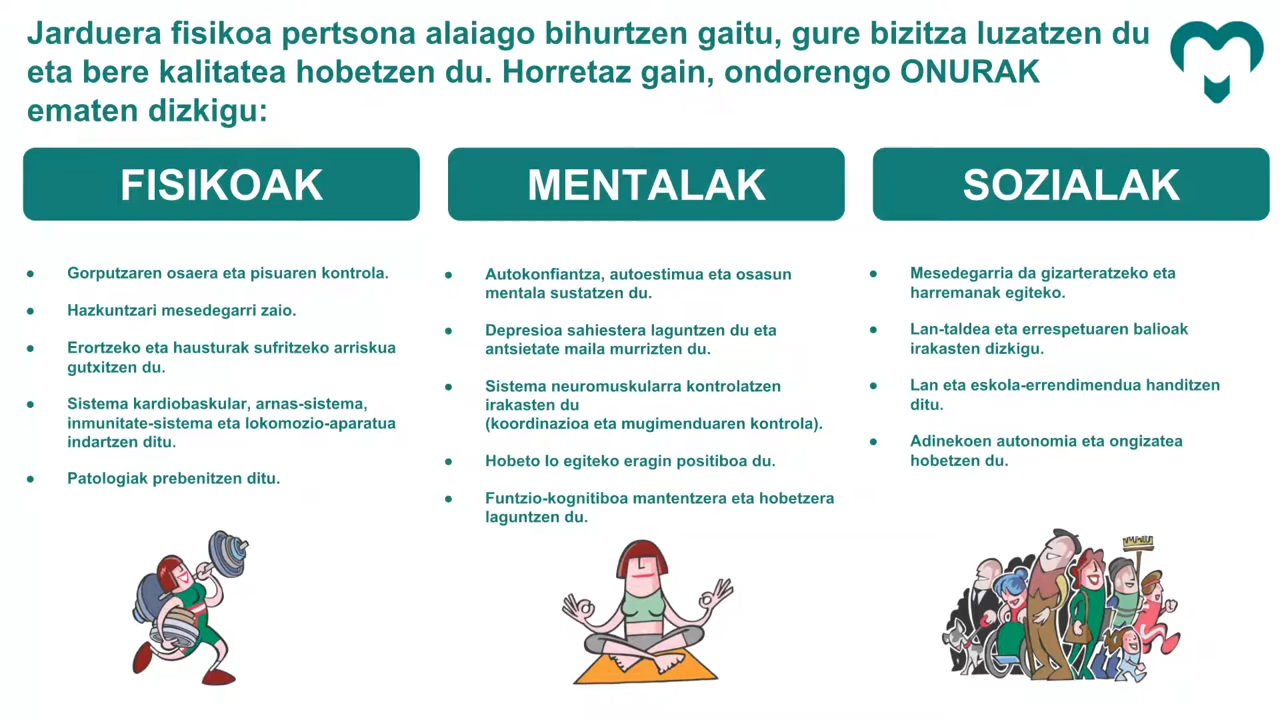 Jarduera fisikoa pertsona alaiago bihurtzen gaitu, gure bizitza luzatzen du
eta bere kalitatea hobetzen du. Horretaz gain, ondorengo ONURAK
ematen dizkigu:
FISIKOAK
● Gorputzaren osaera eta pisuaren kontrola.
● Hazkuntzari mesedegarri zaio.
● Erortzeko eta hausturak sufritzeko arriskua
gutxitzen du.
● Sistema kardiobaskular, arnas-sistema,
inmunitate-sistema eta lokomozio-aparatua
indartzen ditu.
● Patologiak prebenitzen ditu.
MENTALAK
● Autokonfiantza, autoestimua eta osasun
mentala sustatzen du.
● Depresioa sahiestera laguntzen du eta
antsietate maila murrizten du.
● Sistema neuromuskularra kontrolatzen
irakasten du
(koordinazioa eta mugimenduaren kontrola).
● Hobeto lo egiteko eragin positiboa du.
● Funtzio-kognitiboa mantentzera eta hobetzera
laguntzen du.
SOZIALAK
● Mesedegarria da gizarteratzeko eta
harremanak egiteko.
● Lan-taldea eta errespetuaren balioak
irakasten dizkigu.
● Lan eta eskola-errendimendua handitzen
ditu.
● Adinekoen autonomia eta ongizatea
hobetzen du.